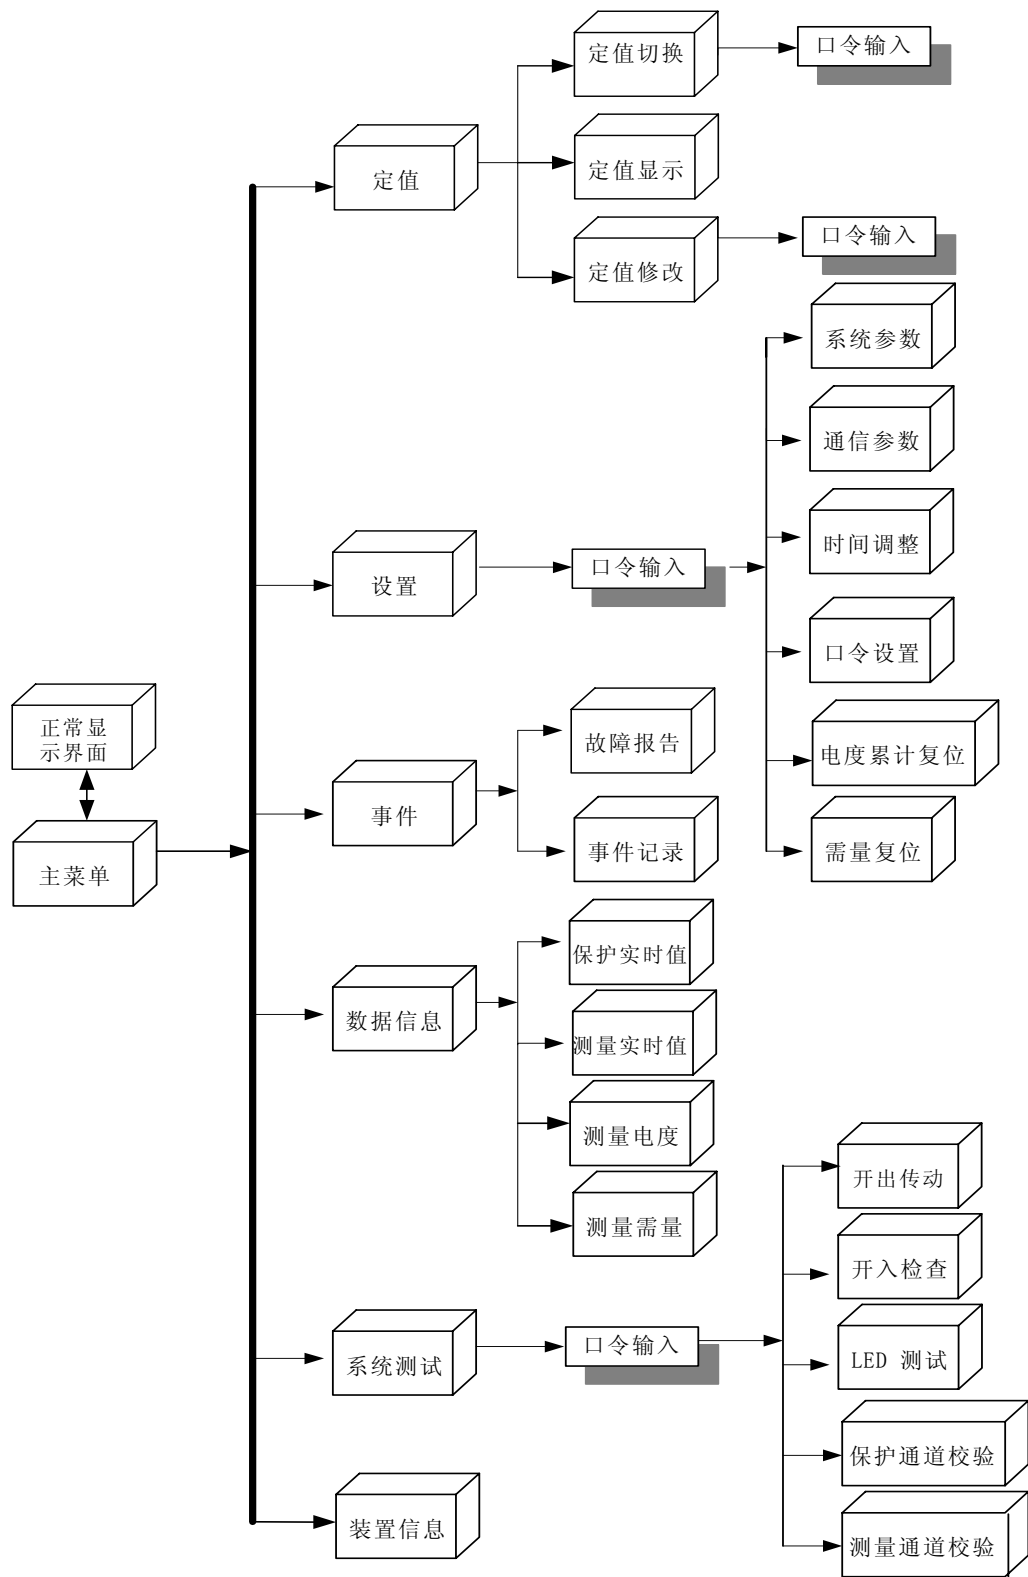 定值切换
口令输入
定值
定值显示
定值修改
口令输入
系统参数
通信参数
时间调整
设置
口令输入
口令设置
正常显
示界面
故障报告
电度累计复位
事件
事件记录
需量复位
主菜单
保护实时值
数据信息
测量实时值
测量电度
测量需量
开出传动
开入检查
系统测试
口令输入
LED 测试
保护通道校验
装置信息
测量通道校验